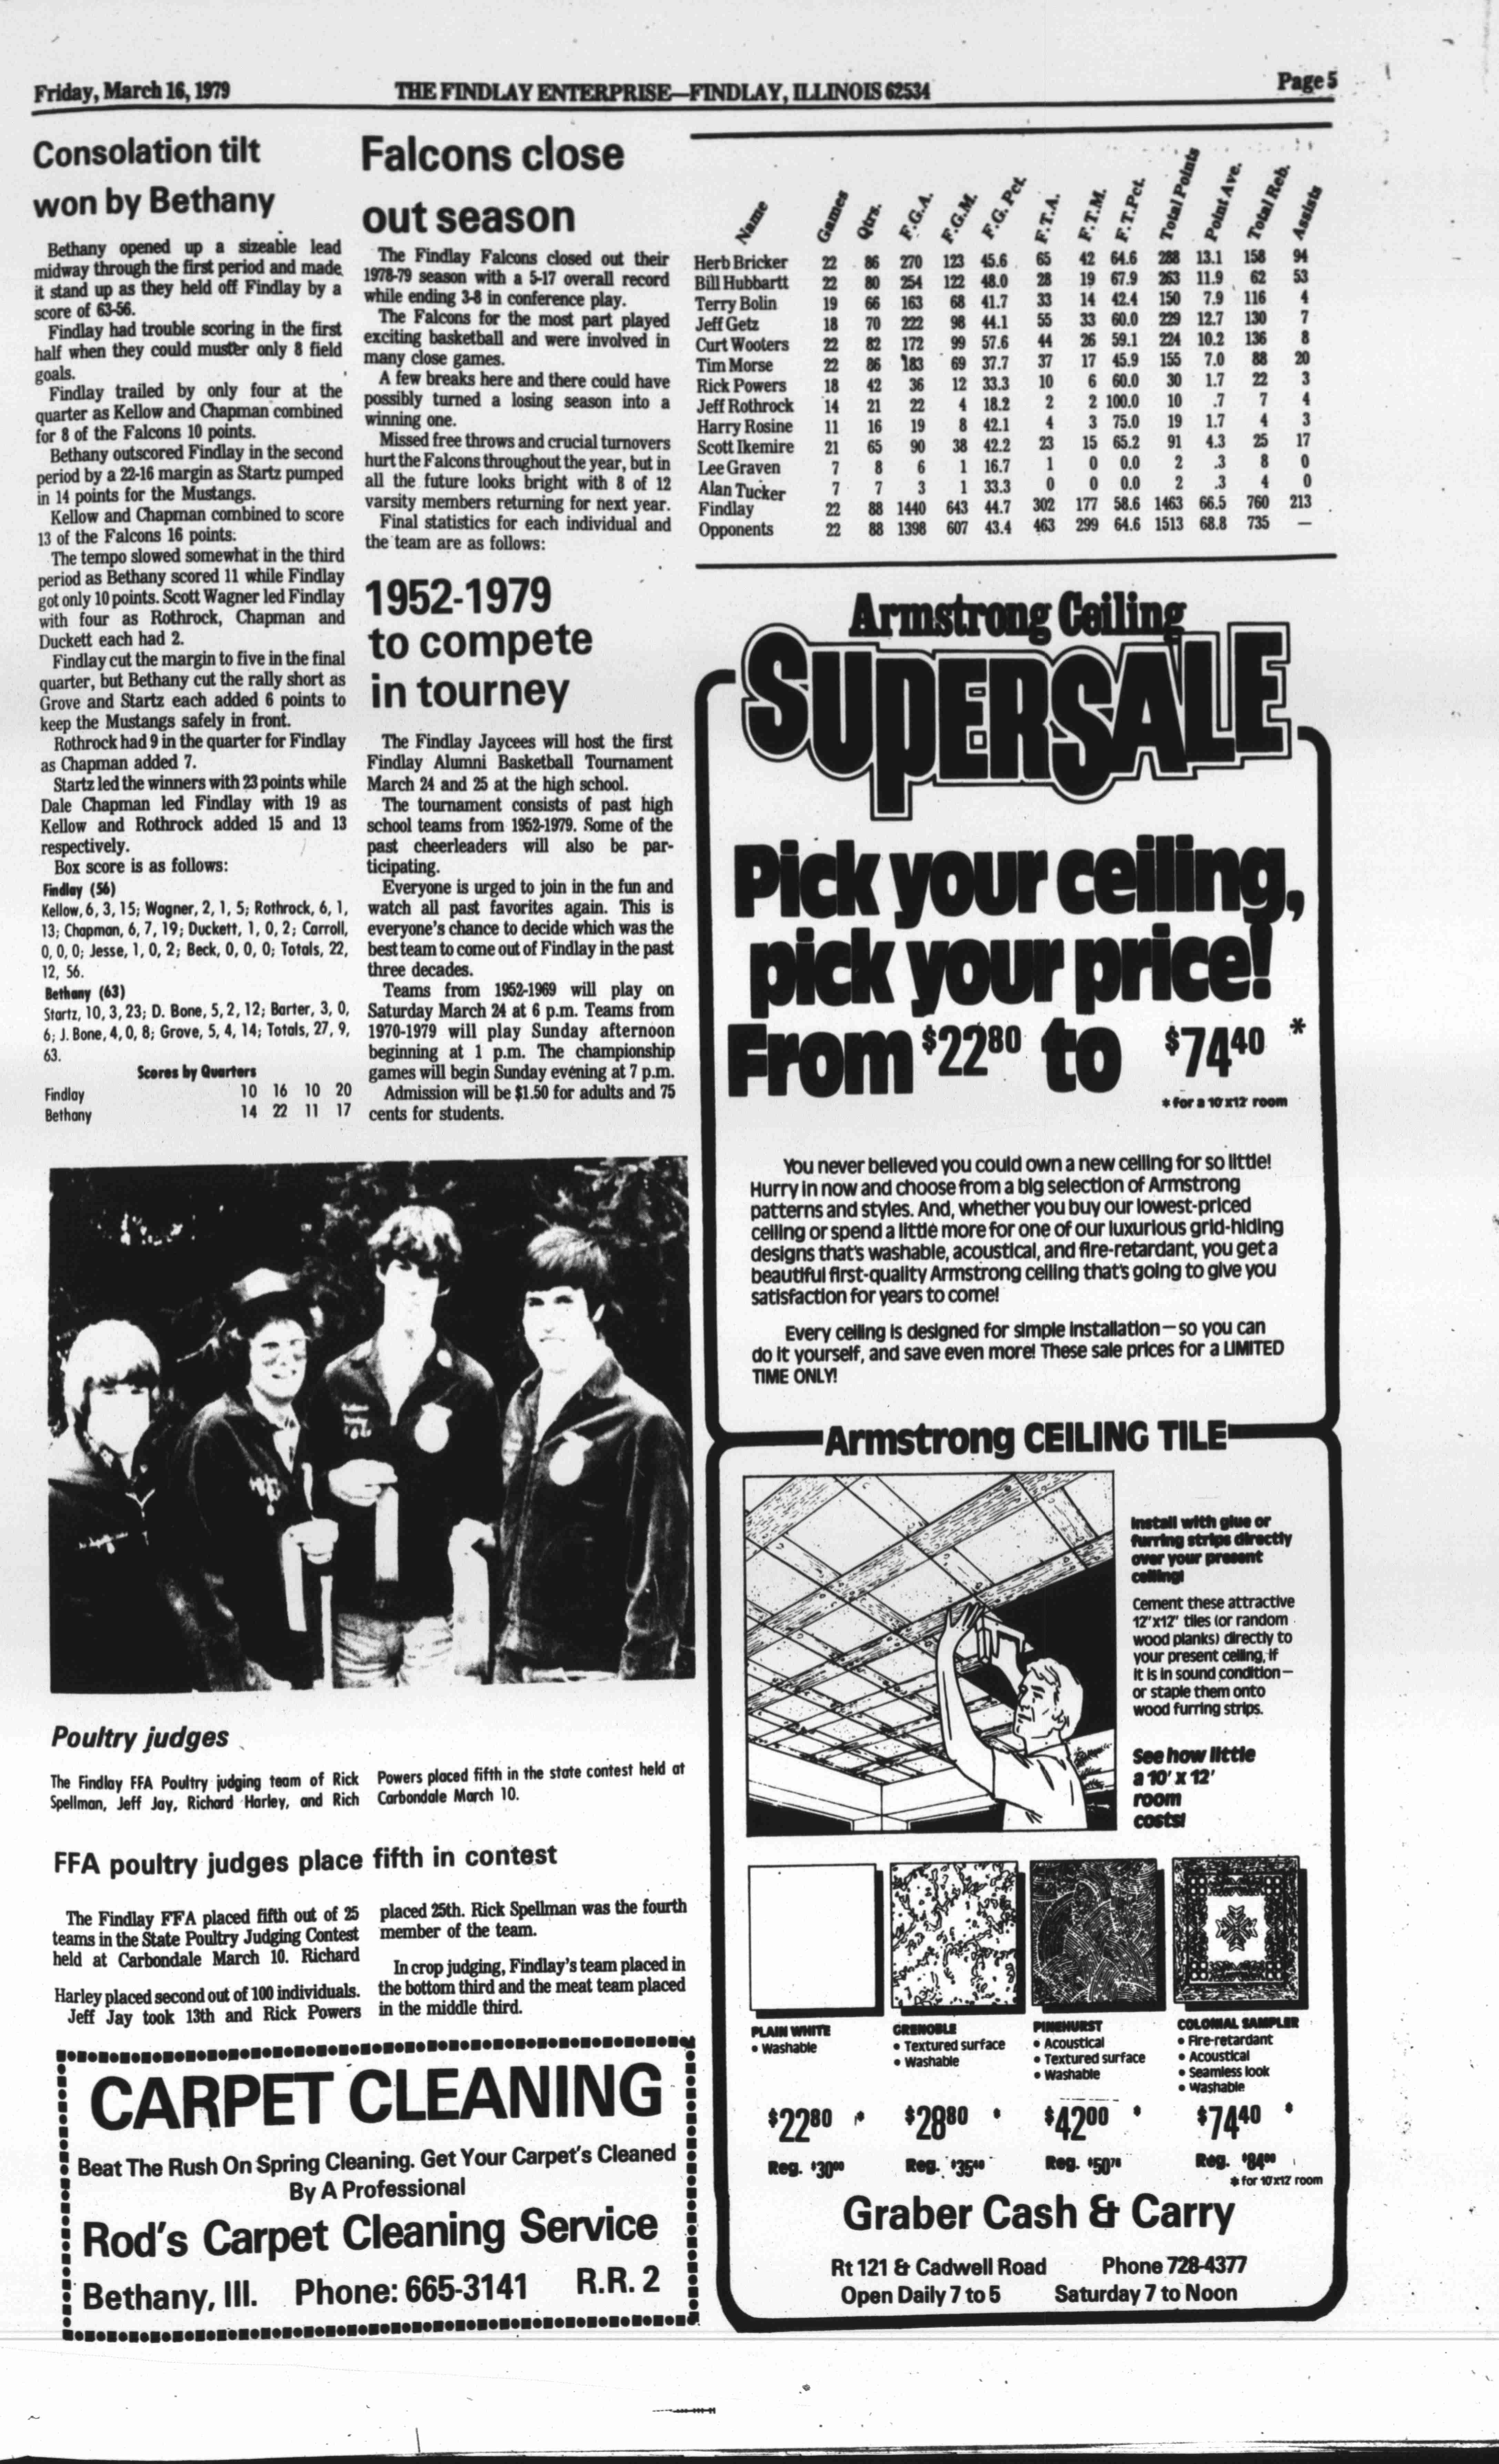 Friday, March 16, 1979
THE FINDLAY ENTERPRISE—FINDLAY, ILLINOIS 62534
Page 5
Consolation tilt
won by Bethany
Bethany opened up a sizeable lead
midway through the first period and made
it stand up as they held off Findlay by a
score of 63-56.
Findlay had trouble scoring in the first
half when they could muster only 8 field
goals.
Findlay trailed by only four at the
quarter as Kellow and Chapman combined
for 8 of the Falcons 10 points.
Bethany outscored Findlay in the second
period by a 22-16 margin as Startz pumped
in 14 points for the Mustangs.
Kellow and Chapman combined to score
13 of the Falcons 16 points.
The tempo slowed somewhat in the third
period as Bethany scored 11 while Findlay
got only 10 points. Scott Wagner led Findlay
with four as Rothrock, Chapman and
Duckett each had 2.
Findlay cut the margin to five in the final
quarter, but Bethany cut the rally short as
Grove and Startz each added 6 points to
keep the Mustangs safely in front.
Rothrock had 9 in the quarter for Findlay
as Chapman added 7.
Startz led the winners with 23 points while
Dale Chapman led Findlay with 19 as
Kellow and Rothrock added 15 and 13
respectively.
Box score is as follows:
Findlay (56)
Kellow, 6, 3, 15; Wagner, 2, 1, 5; Rothrock, 6, 1,
13; Chapman, 6, 7, 19; Duckett, 1, 0, 2; Carroll,
0, 0, 0; Jesse, 1, 0, 2; Beck, 0, 0, 0; Totals, 22,
12, 56.
Bethany (63)
Startz, 10, 3, 23; D. Bone, 5, 2, 12; Barter, 3, 0,
6; J. Bone, 4, 0, 8; Grove, 5, 4, 14; Totals, 27, 9,
63.
Scores by Quarters
Findlay 10 16 10 20
Bethany 14 22 11 17
Falcons close
out season
The Findlay Falcons closed out their
1978-79 season with a 5-17 overall record
while ending 3-8 in conference play.
The Falcons for the most part played
exciting basketball and were involved in
many close games.
A few breaks here and there could have
possibly turned a losing season into a
winning one.
Missed free throws and crucial turnovers
hurt the Falcons throughout the year, but in
all the future looks bright with 8 of 12
varsity members returning for next year.
Final statistics for each individual and
the team are as follows:
1952-1979
to compete
in tourney
The Findlay Jaycees will host the first
Findlay Alumni Basketball Tournament
March 24 and 25 at the high school.
The tournament consists of past high
school teams from 1952-1979. Some of the
past cheerleaders will also be par-
ticipating.
Everyone is urged to join in the fun and
watch all past favorites again. This is
everyone's chance to decide which was the
best team to come out of Findlay in the past
three decades.
Teams from 1952-1969 will play on
Saturday March 24 at 6 p.m. Teams from
1970-1979 will play Sunday afternoon
beginning at 1 p.m. The championship
games will begin Sunday evening at 7 p.m.
Admission will be $1.50 for adults and 75
cents for students.
Name Games Qtrs. F.G.A. F.G.M. F.G. Pct. F.T.A. F.T.M. F.T.Pct. Total Points Point Ave. Total Reb. Assists
Herb Bricker 22 86 270 123 45.6 65 42 64.6 288 13.1 158 94
Bill Hubbartt 22 80 254 122 48.0 28 19 67.9 263 11.9 62 53
Terry Bolin 19 66 163 68 41.7 33 14 42.4 150 7.9 116 4
Jeff Getz 18 70 222 98 44.1 55 33 60.0 229 12.7 130 7
Curt Wooters 22 82 172 99 57.6 44 26 59.1 224 10.2 136 8
Tim Morse 22 86 183 69 37.7 37 17 45.9 155 7.0 88 20
Rick Powers 18 42 36 12 33.3 10 6 60.0 30 1.7 22 3
Jeff Rothrock 14 21 22 4 18.2 2 2 100.0 10 .7 7 4
Harry Rosine 11 16 19 8 42.1 4 3 75.0 19 1.7 4 3
Scott Ikemire 21 65 90 38 42.2 23 15 65.2 91 4.3 25 17
Lee Graven 7 8 6 1 16.7 1 0 0.0 2 .3 8 0
Alan Tucker 7 7 3 1 33.3 0 0 0.0 2 .3 4 0
Findlay 22 88 1440 643 44.7 302 177 58.6 1463 66.5 760 213
Opponents 22 88 1398 607 43.4 463 299 64.6 1513 68.8 735 —
Armstrong Ceiling
SUPERSALE
Pick your ceiling,
pick your price!
From $2280 to $7440 *
* for a 10'x12' room
You never believed you could own a new ceiling for so little!
Hurry in now and choose from a big selection of Armstrong
patterns and styles. And, whether you buy our lowest-priced
ceiling or spend a little more for one of our luxurious grid-hiding
designs that's washable, acoustical, and fire-retardant, you get a
beautiful first-quality Armstrong ceiling that's going to give you
satisfaction for years to come!
Every ceiling is designed for simple installation—so you can
do it yourself, and save even more! These sale prices for a LIMITED
TIME ONLY!
Armstrong CEILING TILE
Install with glue or
furring strips directly
over your present
ceiling!
Cement these attractive
12"x12" tiles (or random
wood planks) directly to
your present ceiling, if
it is in sound condition—
or staple them onto
wood furring strips.
See how little
a 10' x 12'
room
costs!
PLAIN WHITE
• Washable
$2280 *
Reg. $3000
GRENOBLE
• Textured surface
• Washable
$2880 *
Reg. $3540
PINEHURST
• Acoustical
• Textured surface
• Washable
$4200 *
Reg. $5076
COLONIAL SAMPLER
• Fire-retardant
• Acoustical
• Seamless look
• Washable
$7440 *
Reg. $8400
* for 10'x12' room
Graber Cash & Carry
Rt 121 & Cadwell Road Phone 728-4377
Open Daily 7 to 5 Saturday 7 to Noon
Poultry judges
The Findlay FFA Poultry judging team of Rick
Spellman, Jeff Jay, Richard Harley, and Rich
Powers placed fifth in the state contest held at
Carbondale March 10.
FFA poultry judges place fifth in contest
The Findlay FFA placed fifth out of 25
teams in the State Poultry Judging Contest
held at Carbondale March 10. Richard
Harley placed second out of 100 individuals.
Jeff Jay took 13th and Rick Powers
placed 25th. Rick Spellman was the fourth
member of the team.
In crop judging, Findlay's team placed in
the bottom third and the meat team placed
in the middle third.
CARPET CLEANING
Beat The Rush On Spring Cleaning. Get Your Carpet's Cleaned
By A Professional
Rod's Carpet Cleaning Service
Bethany, Ill. Phone: 665-3141 R.R. 2